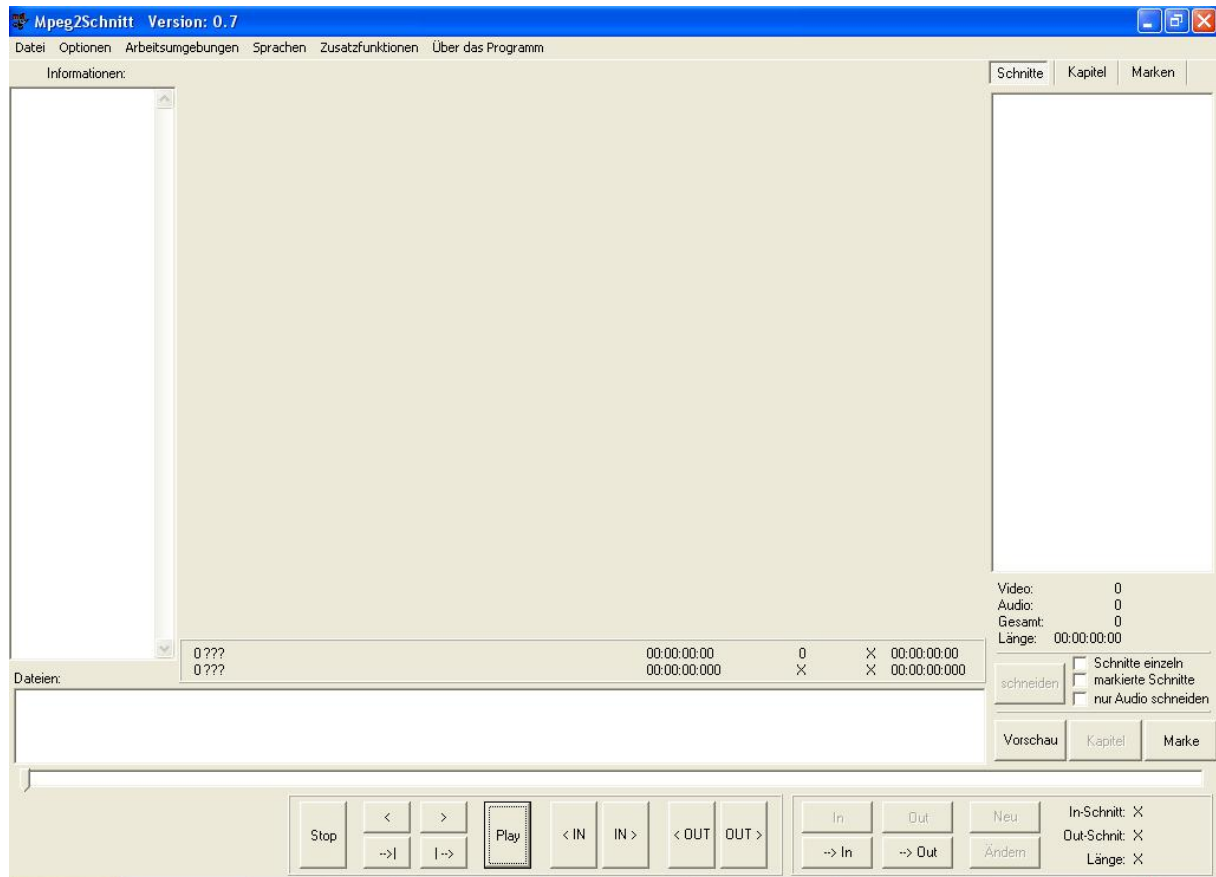 Mpeg2Schnitt Version: 0.7
Datei Optionen Arbeitsumgebungen Sprachen Zusatzfunktionen Über das Programm
Informationen:
Schnitte Kapitel Marken
Video: 0
Audio: 0
Gesamt: 0
Länge: 00:00:00:00
0 ??? 00:00:00:00 0 X 00:00:00:00
0 ??? 00:00:00:000 X X 00:00:00:000
Dateien:
schneiden
Schnitte einzeln
markierte Schnitte
nur Audio schneiden
Vorschau Kapitel Marke
Stop < > Play < IN IN > < OUT OUT >
-->| |-->
In Out Neu
--> In --> Out Ändern
In-Schnitt: X
Out-Schnit: X
Länge: X